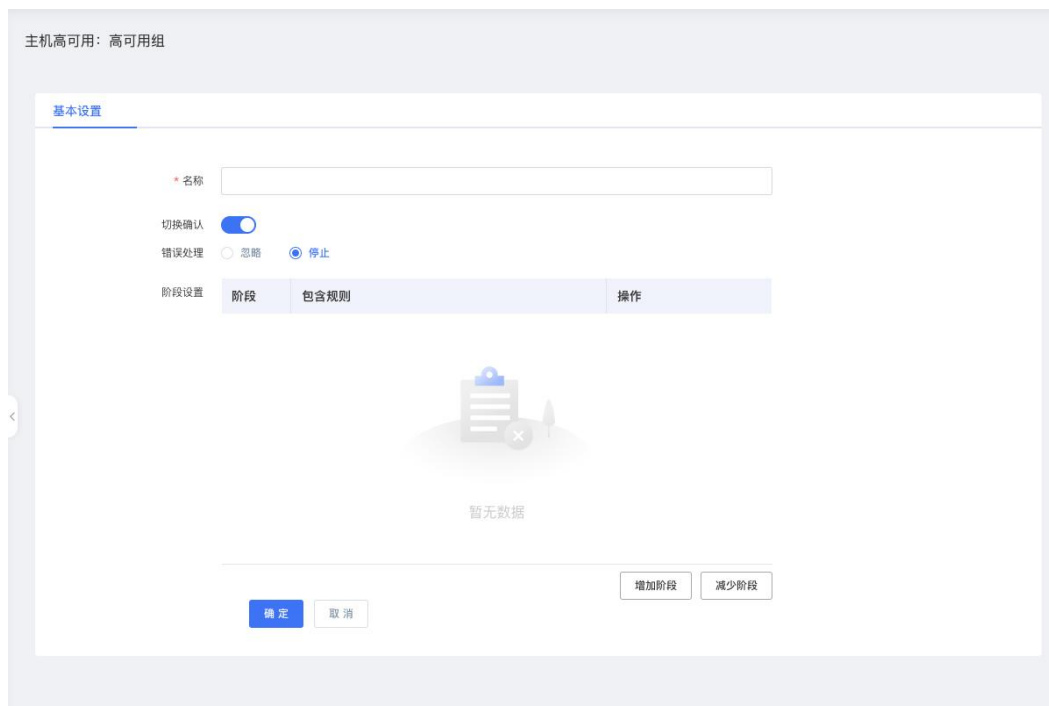 主机高可用：高可用组
基本设置
* 名称
切换确认
错误处理 忽略 停止
阶段设置 阶段 包含规则 操作
暂无数据
增加阶段 减少阶段
确定 取消